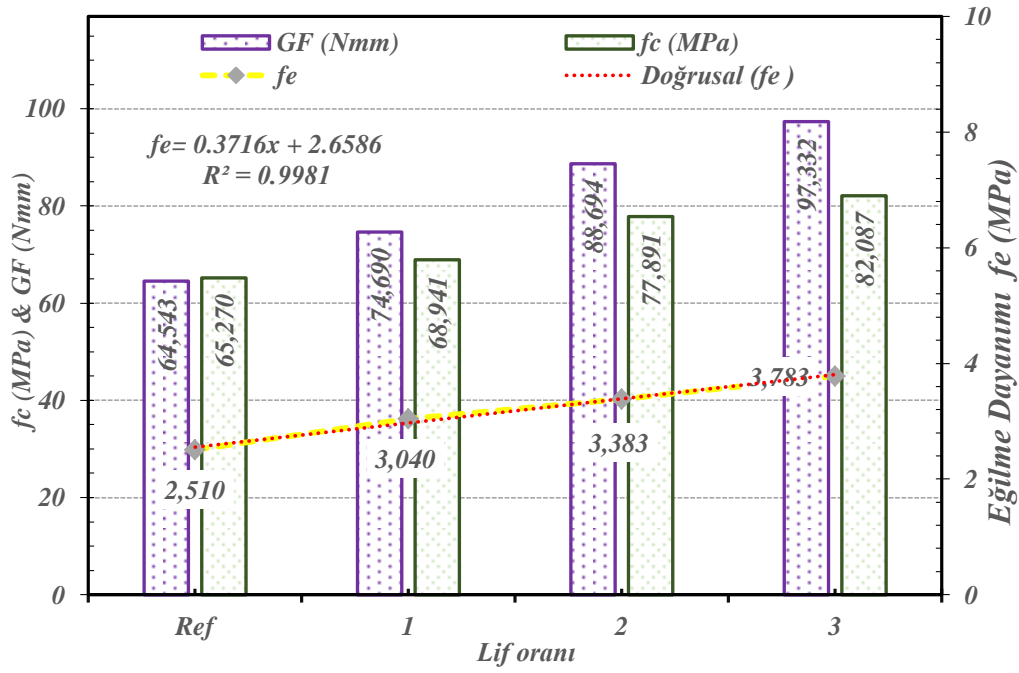 GF (Nmm)
fc (MPa)
fe
Doğrusal (fe )
fe= 0.3716x + 2.6586
R² = 0.9981
fc (MPa) & GF (Nmm)
100
80
60
40
20
0
10
8
6
4
2
0
Eğilme Dayanımı fe (MPa)
64,543
65,270
74,690
68,941
88,694
77,891
97,332
82,087
2,510
3,040
3,383
3,783
Ref
1
2
3
Lif oranı